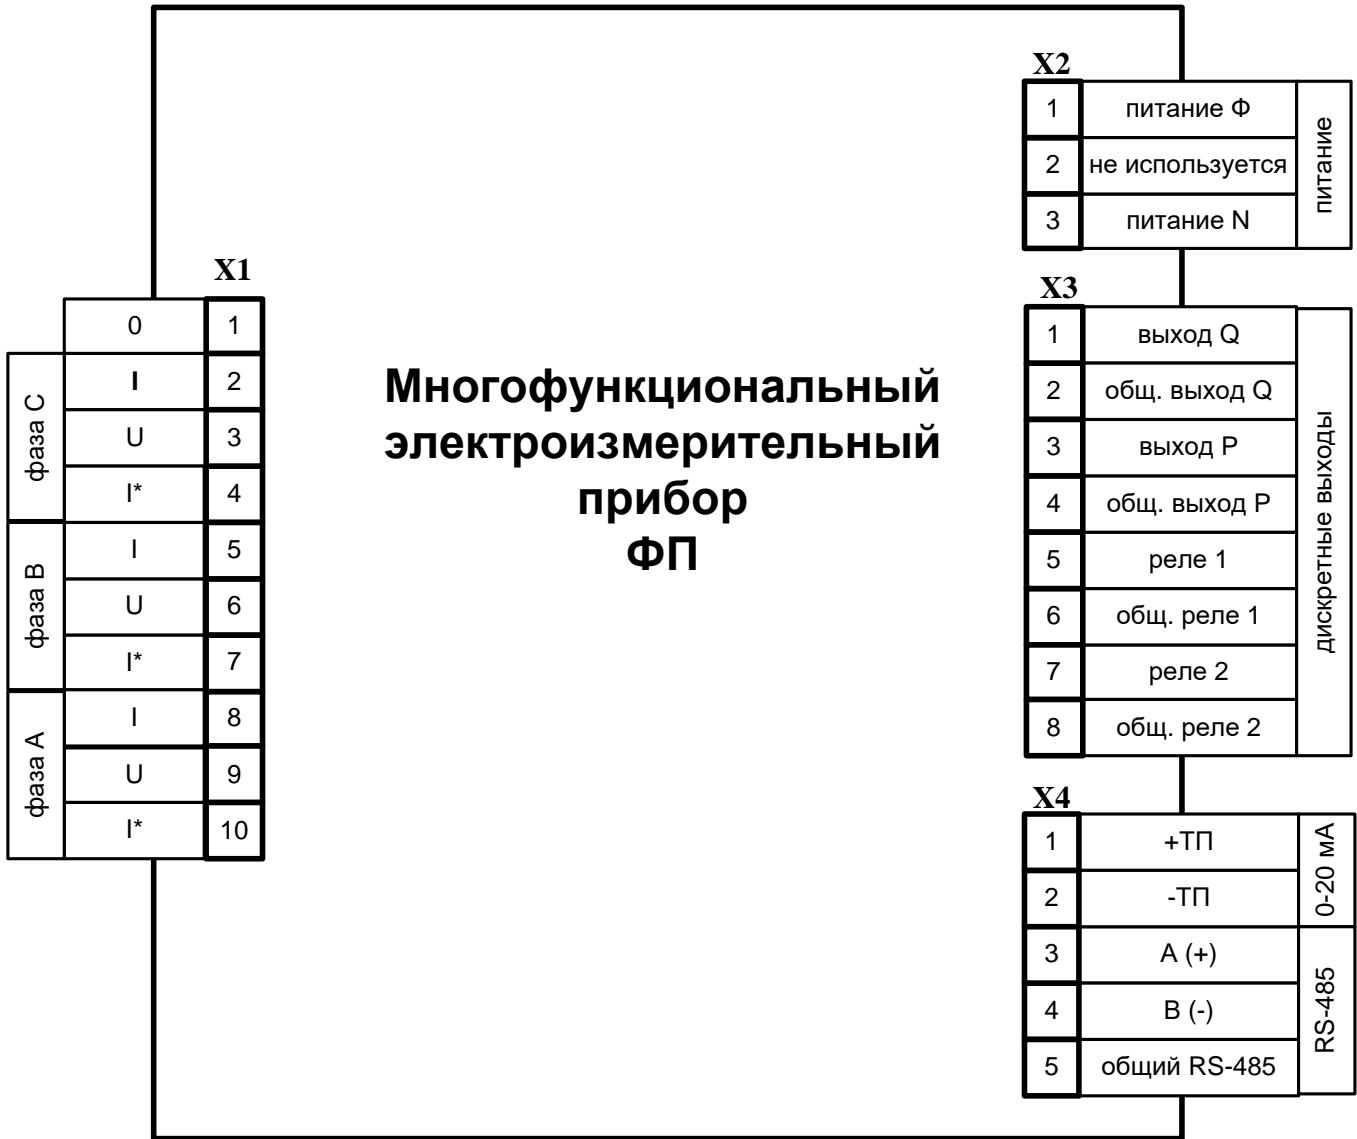 X1
0 1
фаза С
I 2
U 3
I* 4
фаза В
I 5
U 6
I* 7
фаза А
I 8
U 9
I* 10
Многофункциональный
электроизмерительный
прибор
ФП
X2
1 питание Ф
2 не используется
3 питание N
питание
X3
1 выход Q
2 общ. выход Q
3 выход P
4 общ. выход P
5 реле 1
6 общ. реле 1
7 реле 2
8 общ. реле 2
дискретные выходы
X4
1 +ТП
2 -ТП
0-20 мА
3 A (+)
4 B (-)
5 общий RS-485
RS-485